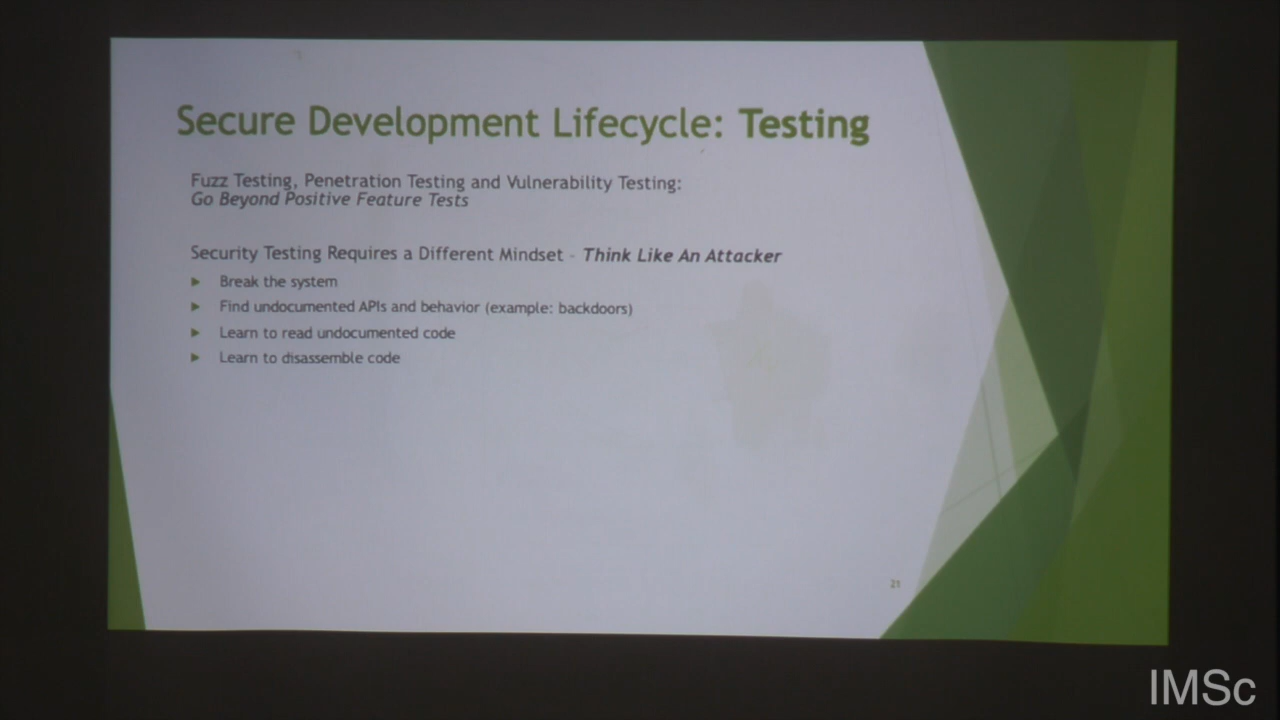 Secure Development Lifecycle: Testing
Fuzz Testing, Penetration Testing and Vulnerability Testing:
Go Beyond Positive Feature Tests
Security Testing Requires a Different Mindset - Think Like An Attacker
Break the system
Find undocumented APIs and behavior (example: backdoors)
Learn to read undocumented code
Learn to disassemble code
21
IMSc